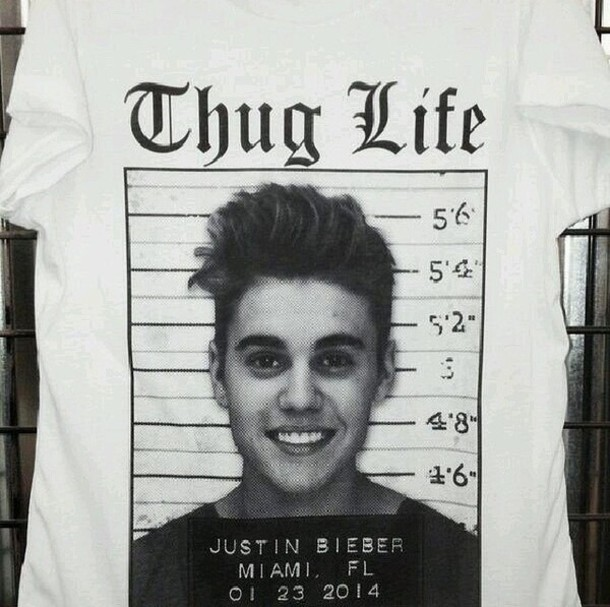 Thug Life
5'6
5'4"
5'2"
4'8"
4'6"
JUSTIN BIEBER
MIAMI, FL
01 23 2014